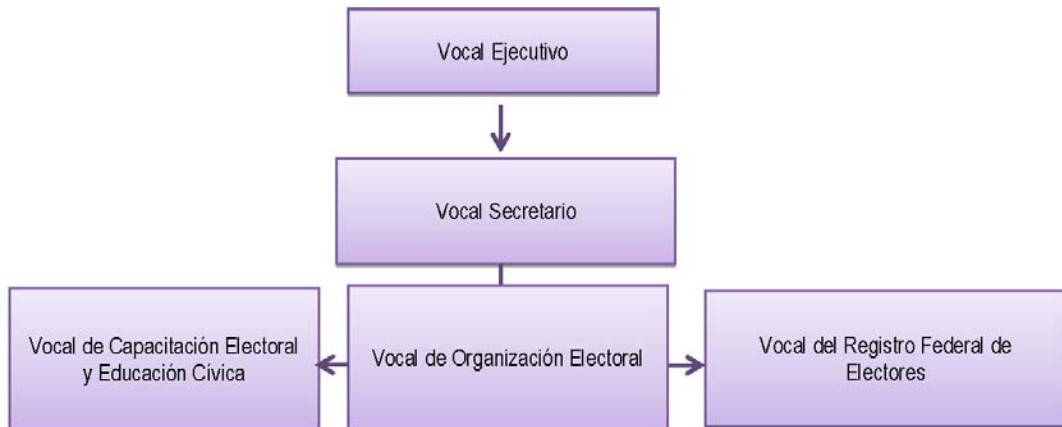 Vocal Ejecutivo
Vocal Secretario
Vocal de Capacitación Electoral
y Educación Cívica
Vocal de Organización Electoral
Vocal del Registro Federal de
Electores